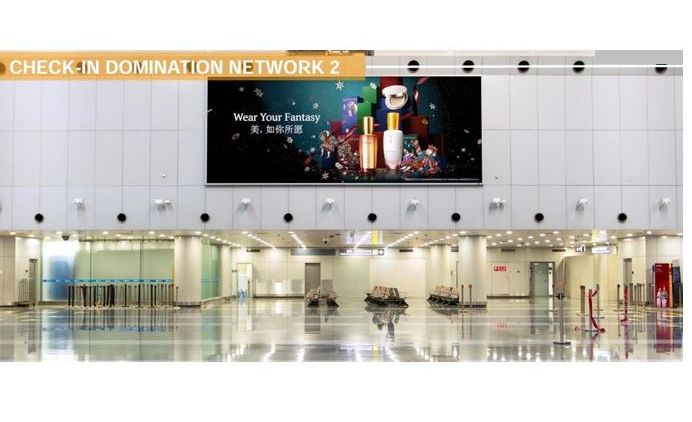 CHECK-IN DOMINATION NETWORK 2
Wear Your Fantasy
美，如你所愿